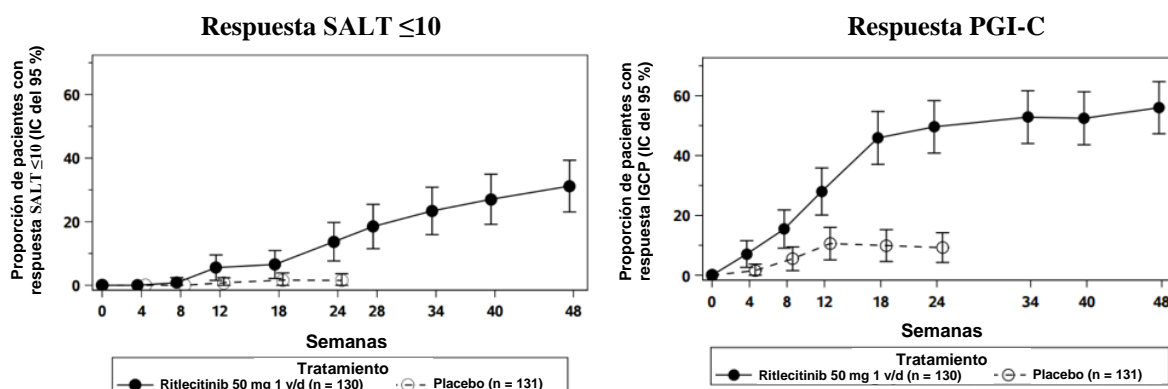 Respuesta SALT ≤10
Proporción de pacientes con
respuesta SALT ≤10 (IC del 95 %)
60
40
20
0
0 4 8 12 18 24 28 34 40 48
Semanas
Tratamiento
Ritlecitinib 50 mg 1 v/d (n = 130) Placebo (n = 131)
Respuesta PGI-C
Proporción de pacientes con
respuesta IGCP (IC del 95 %)
60
40
20
0
0 4 8 12 18 24 34 40 48
Semanas
Tratamiento
Ritlecitinib 50 mg 1 v/d (n = 130) Placebo (n = 131)